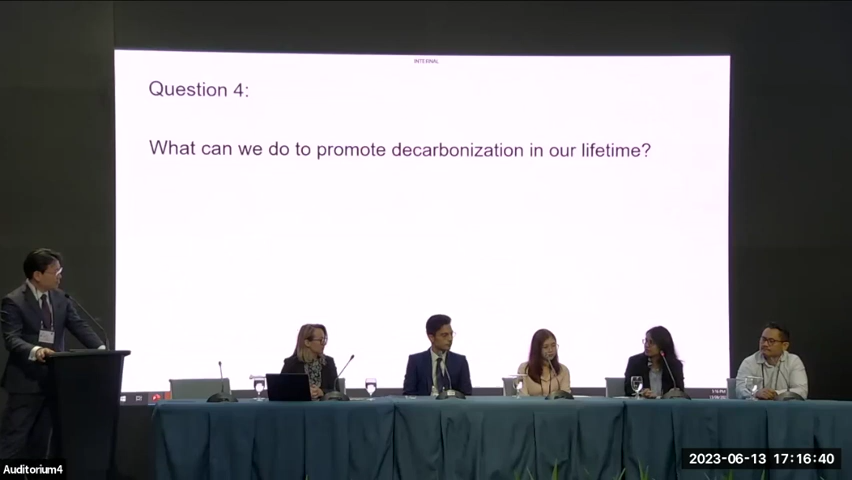 INTERNAL
Question 4:
What can we do to promote decarbonization in our lifetime?
Auditorium4
2023-06-13 17:16:40